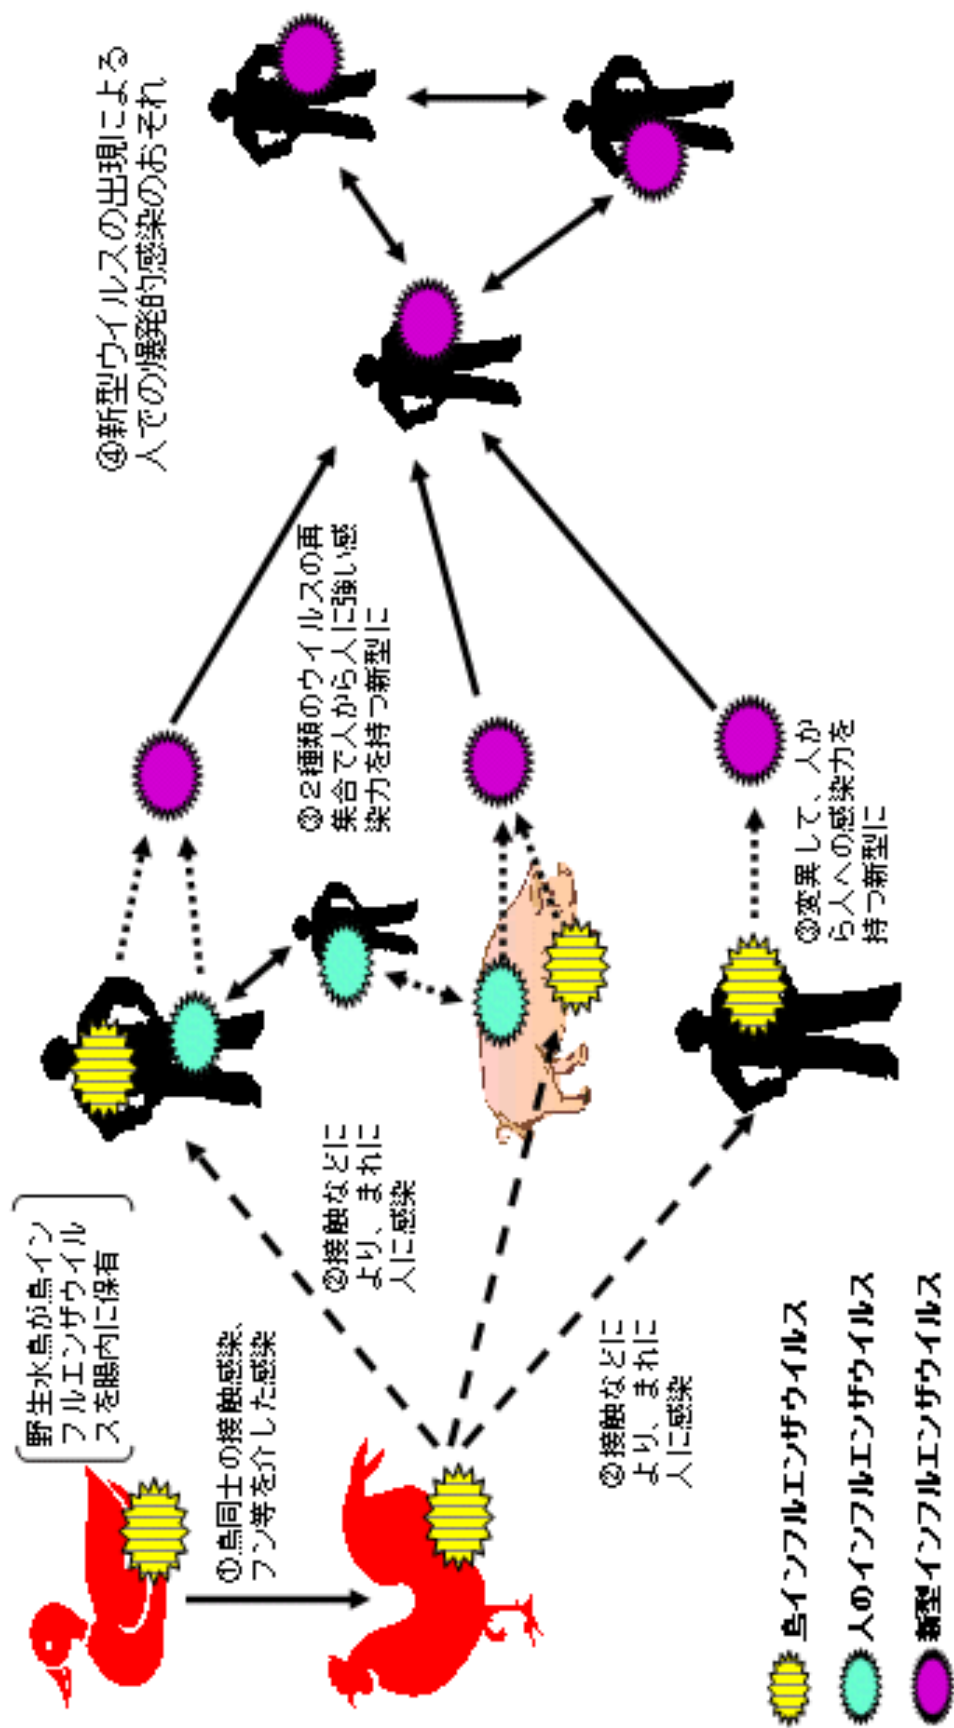 野生水鳥が鳥イン
フルエンザウイル
スを腸内に保有
①鳥同士の接触感染、
フン等を介した感染
②接触などに
より、まれに
人に感染
②接触などに
より、まれに
人に感染
③２種類のウイルスの再
集合で人から人に強い感
染力を持つ新型に
③変異して、人か
ら人への感染力を
持つ新型に
④新型ウイルスの出現による
人での爆発的感染のおそれ
鳥インフルエンザウイルス
人のインフルエンザウイルス
新型インフルエンザウイルス